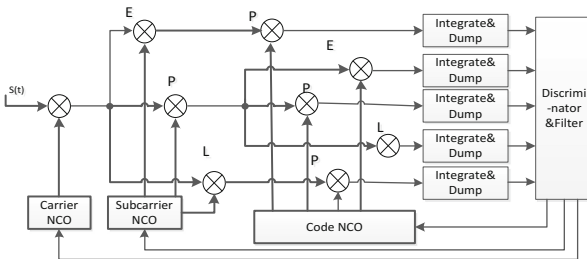 E
P
Integrate&
Dump
S(t)
P
E
Integrate&
Dump
P
Integrate&
Dump
Discrimi
-nator
&Filter
L
Integrate&
Dump
L
P
Integrate&
Dump
Carrier
NCO
Subcarrier
NCO
Code NCO